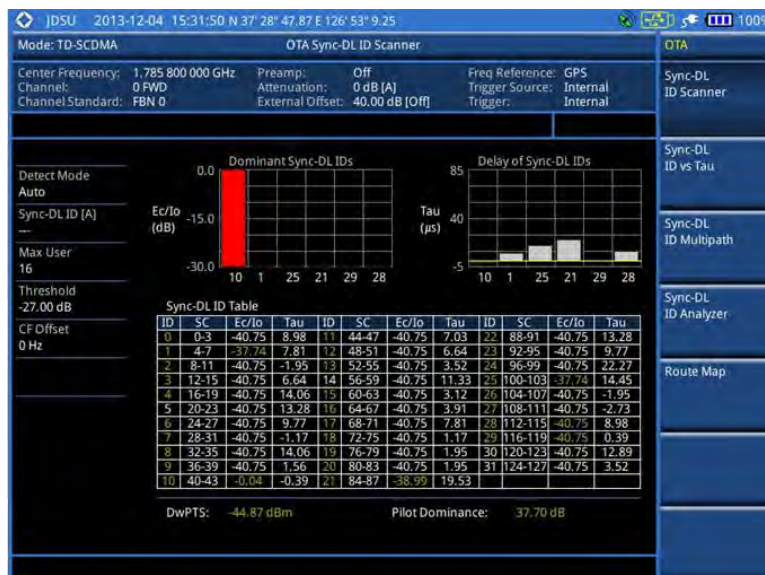 JDSU 2013-12-04 15:31:50 N 37° 28" 47.87 E 126° 53" 9.25 100%
Mode: TD-SCDMA OTA Sync-DL ID Scanner OTA
Center Frequency: 1.785 800 000 GHz Preamp: Off Freq Reference: GPS
Channel: 0 FWD Attenuation: 0 dB [A] Trigger Source: Internal
Channel Standard: FBN 0 External Offset: 40.00 dB [Off] Trigger: Internal
Sync-DL
ID Scanner
Sync-DL
ID vs Tau
Sync-DL
ID Multipath
Sync-DL
ID Analyzer
Route Map
Detect Mode
Auto
Sync-DL ID [A]
---
Max User
16
Threshold
-27.00 dB
CF Offset
0 Hz
Dominant Sync-DL IDs
0.0
Ec/Io
(dB)
-15.0
-30.0
10 1 25 21 29 28
Delay of Sync-DL IDs
85
Tau
(µs)
40
-5
10 1 25 21 29 28
Sync-DL ID Table
ID SC Ec/Io Tau ID SC Ec/Io Tau ID SC Ec/Io Tau
0 0-3 -40.75 8.98 11 44-47 -40.75 7.03 22 88-91 -40.75 13.28
1 4-7 -37.74 7.81 12 48-51 -40.75 6.64 23 92-95 -40.75 9.77
2 8-11 -40.75 -1.95 13 52-55 -40.75 3.52 24 96-99 -40.75 22.27
3 12-15 -40.75 6.64 14 56-59 -40.75 11.33 25 100-103 -37.74 14.45
4 16-19 -40.75 14.06 15 60-63 -40.75 3.12 26 104-107 -40.75 -1.95
5 20-23 -40.75 13.28 16 64-67 -40.75 3.91 27 108-111 -40.75 -2.73
6 24-27 -40.75 9.77 17 68-71 -40.75 7.81 28 112-115 -40.75 8.98
7 28-31 -40.75 -1.17 18 72-75 -40.75 1.17 29 116-119 -40.75 0.39
8 32-35 -40.75 14.06 19 76-79 -40.75 1.95 30 120-123 -40.75 12.89
9 36-39 -40.75 1.56 20 80-83 -40.75 1.95 31 124-127 -40.75 3.52
10 40-43 -0.04 -0.39 21 84-87 -38.99 19.53
DwPTS: -44.87 dBm Pilot Dominance: 37.70 dB